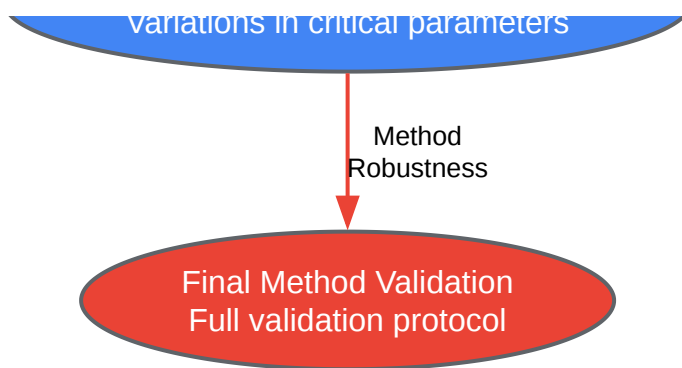 Variations in critical parameters
Method
Robustness
Final Method Validation
Full validation protocol